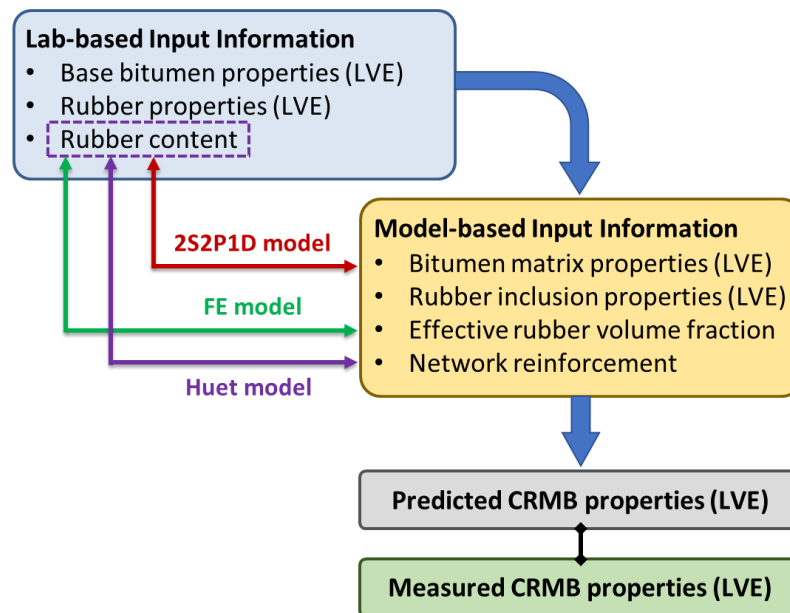 Lab-based Input Information
• Base bitumen properties (LVE)
• Rubber properties (LVE)
• Rubber content
2S2P1D model
FE model
Huet model
Model-based Input Information
• Bitumen matrix properties (LVE)
• Rubber inclusion properties (LVE)
• Effective rubber volume fraction
• Network reinforcement
Predicted CRMB properties (LVE)
Measured CRMB properties (LVE)